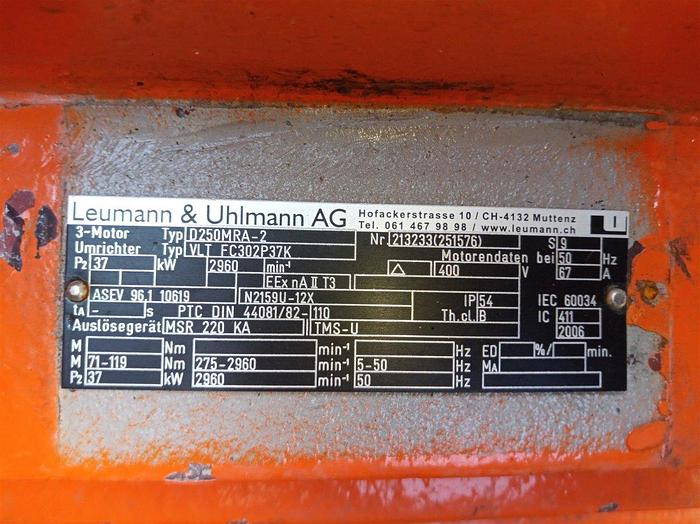 Leumann & Uhlmann AG Hofackerstrasse 10 / CH-4132 Muttenz
Tel. 061 467 98 98 / www.leumann.ch
3-Motor Typ D250MRA-2 Nr. 213233(251576) S 9
Umrichter Typ VLT FC302P37K Motorendaten bei 50 Hz
P2 37 kW 2960 min-1 △ 400 V 67 A
EEx nA II T3
ASEV 96.1 10619 N2159U-12X IP 54 IEC 60034
tA - s PTC DIN 44081/82- 110 Th.cl. B IC 411
Auslösegerät MSR 220 KA TMS-U 2006
M Nm min-1 Hz ED %/ min.
M 71-119 Nm 275-2960 min-1 5-50 Hz MA
P2 37 kW 2960 min-1 50 Hz